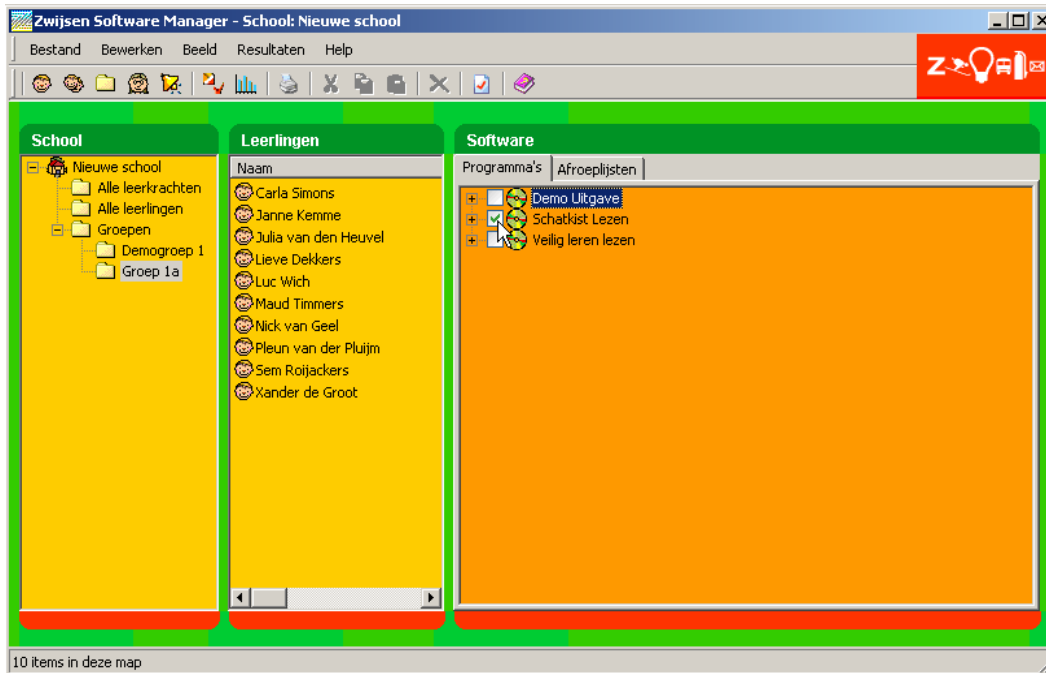 Zwijsen Software Manager - School: Nieuwe school
Bestand Bewerken Beeld Resultaten Help
Z
School
Nieuwe school
Alle leerkrachten
Alle leerlingen
Groepen
Demogroep 1
Groep 1a
Leerlingen
Naam
Carla Simons
Janne Kemme
Julia van den Heuvel
Lieve Dekkers
Luc Wich
Maud Timmers
Nick van Geel
Pleun van der Pluijm
Sem Roijackers
Xander de Groot
Software
Programma's Afroeplijsten
Demo Uitgave
Schatkist Lezen
Veilig leren lezen
10 items in deze map